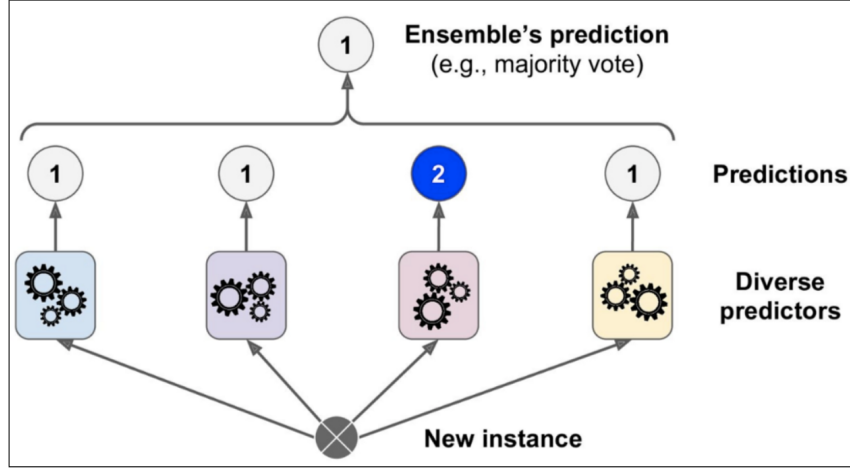 1
Ensemble’s prediction
(e.g., majority vote)
1 1 2 1
Predictions
Diverse
predictors
New instance